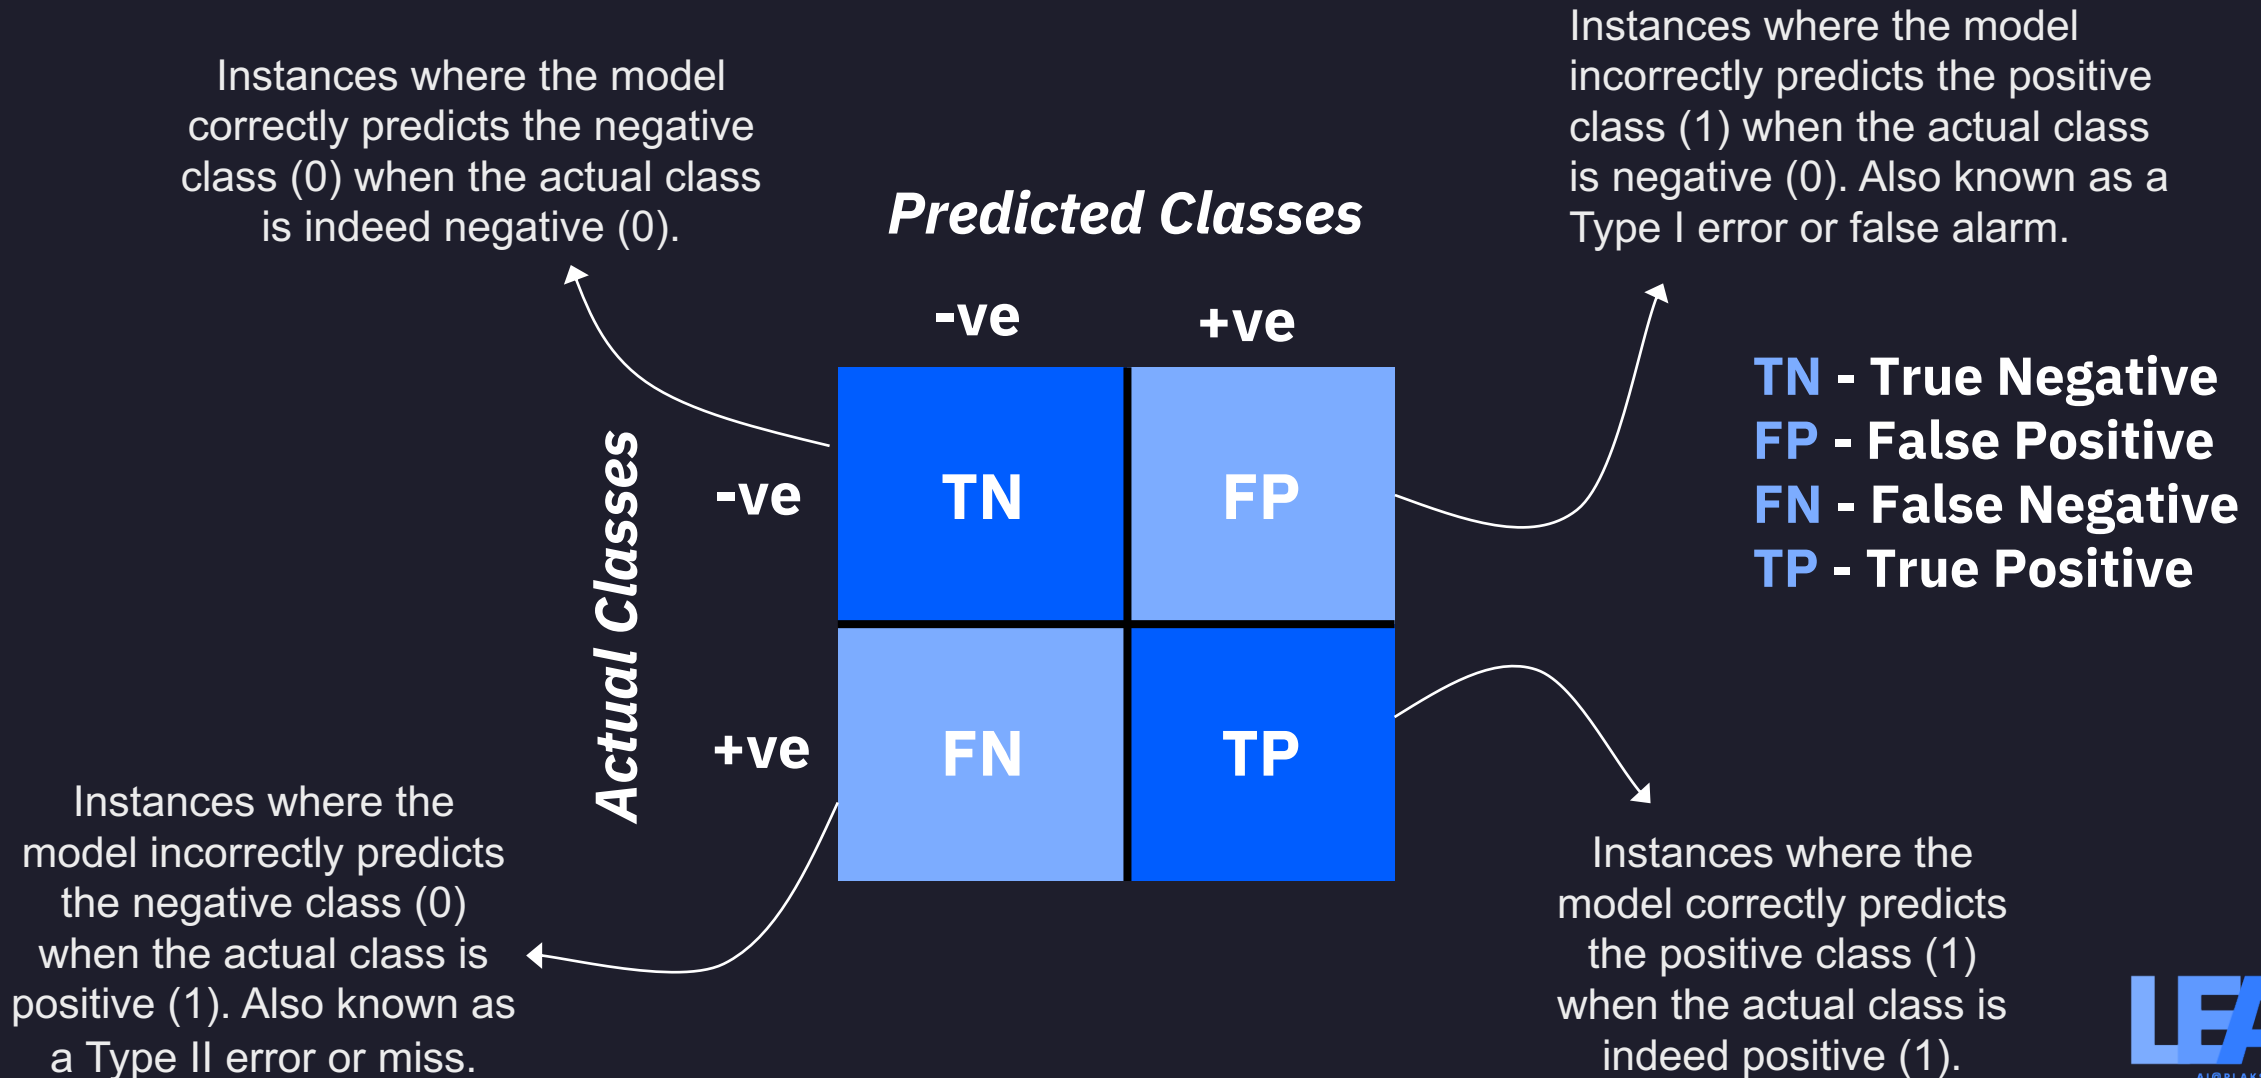 Instances where the model
correctly predicts the negative
class (0) when the actual class
is indeed negative (0).
Predicted Classes
Instances where the model
incorrectly predicts the positive
class (1) when the actual class
is negative (0). Also known as a
Type I error or false alarm.
-ve +ve
TN - True Negative
FP - False Positive
FN - False Negative
TP - True Positive
Actual Classes
-ve TN FP
+ve FN TP
Instances where the
model incorrectly predicts
the negative class (0)
when the actual class is
positive (1). Also known as
a Type II error or miss.
Instances where the
model correctly predicts
the positive class (1)
when the actual class is
indeed positive (1).